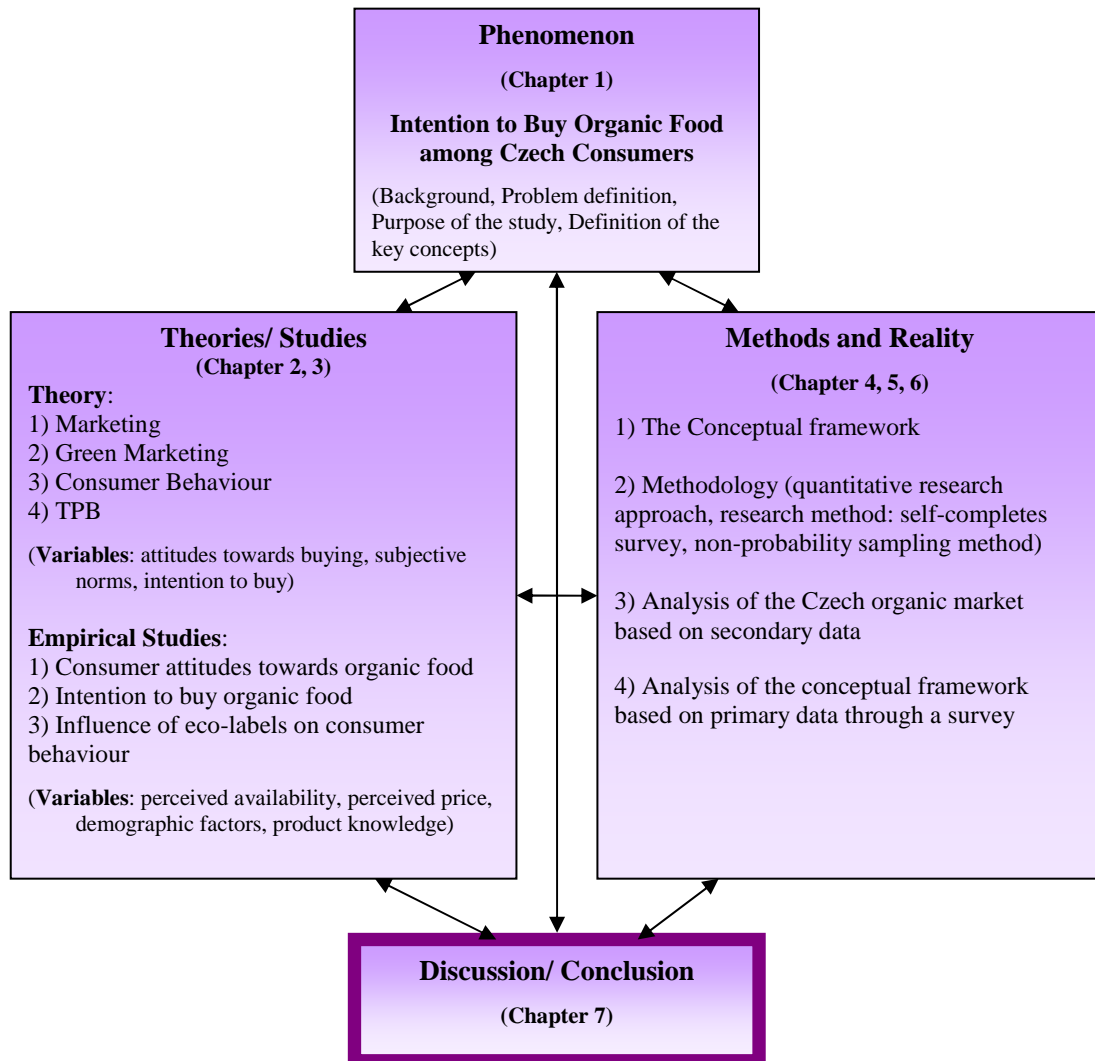 Phenomenon
(Chapter 1)
Intention to Buy Organic Food
among Czech Consumers
(Background, Problem definition,
Purpose of the study, Definition of the
key concepts)
Theories/ Studies
(Chapter 2, 3)
Theory:
1) Marketing
2) Green Marketing
3) Consumer Behaviour
4) TPB
(Variables: attitudes towards buying, subjective
norms, intention to buy)
Empirical Studies:
1) Consumer attitudes towards organic food
2) Intention to buy organic food
3) Influence of eco-labels on consumer
behaviour
(Variables: perceived availability, perceived price,
demographic factors, product knowledge)
Methods and Reality
(Chapter 4, 5, 6)
1) The Conceptual framework
2) Methodology (quantitative research
approach, research method: self-completes
survey, non-probability sampling method)
3) Analysis of the Czech organic market
based on secondary data
4) Analysis of the conceptual framework
based on primary data through a survey
Discussion/ Conclusion
(Chapter 7)